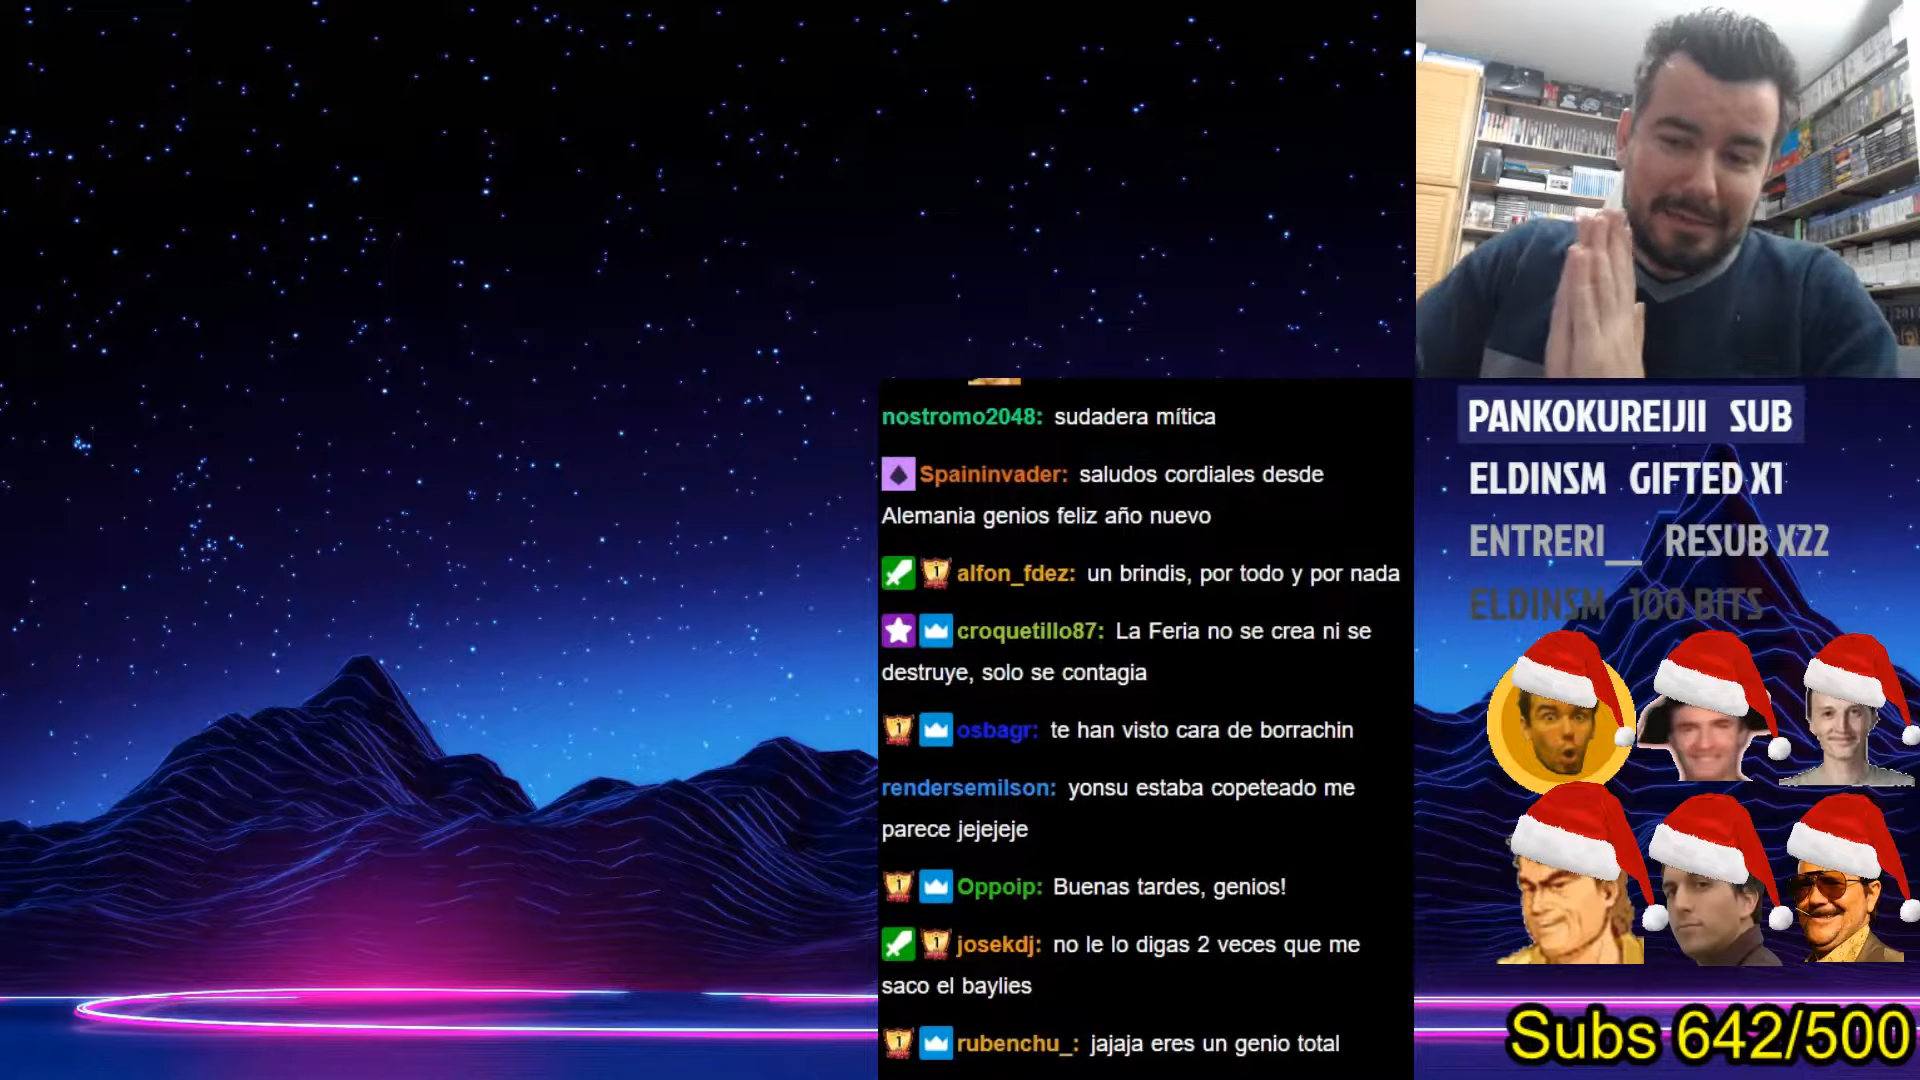 nostromo2048: sudadera mítica
Spaininvader: saludos cordiales desde
Alemania genios feliz año nuevo
alfon_fdez: un brindis, por todo y por nada
croquetillo87: La Feria no se crea ni se
destruye, solo se contagia
osbagr: te han visto cara de borrachin
rendersemilson: yonsu estaba copeteado me
parece jejejeje
Oppoip: Buenas tardes, genios!
josekdj: no le lo digas 2 veces que me
saco el baylies
rubenchu_: jajaja eres un genio total
PANKOKUREIJII SUB
ELDINSM GIFTED X1
ENTRERI__ RESUB X22
ELDINSM 100 BITS
Subs 642/500